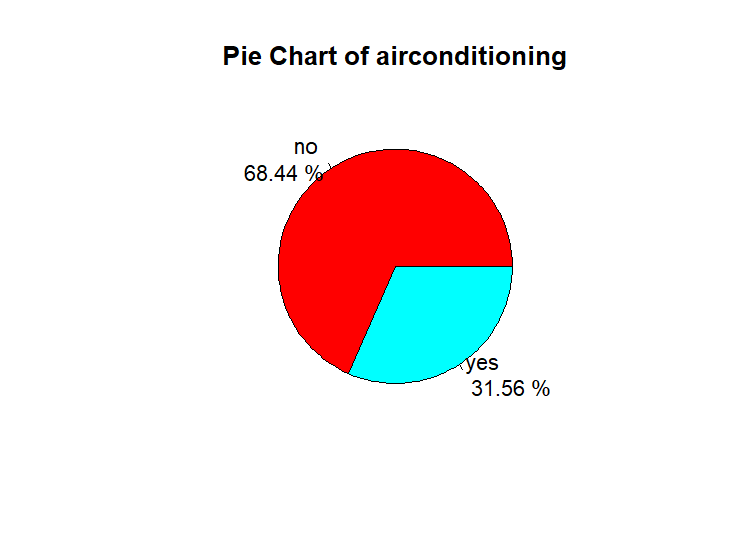 Pie Chart of airconditioning
no
68.44 %
yes
31.56 %